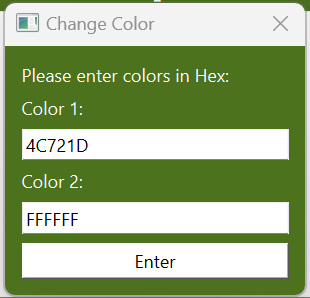 Change Color
Please enter colors in Hex:
Color 1:
4C721D
Color 2:
FFFFFF
Enter